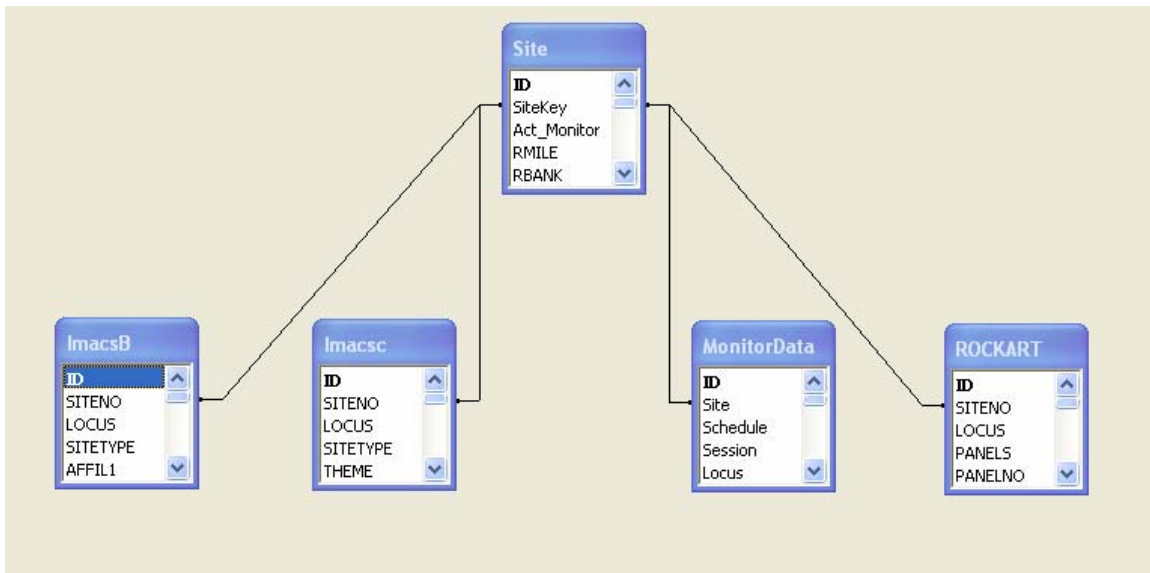 Site
ID
SiteKey
Act_Monitor
RMILE
RBANK
ImacsB
ID
SITENO
LOCUS
SITETYPE
AFFIL1
Imacsc
ID
SITENO
LOCUS
SITETYPE
THEME
MonitorData
ID
Site
Schedule
Session
Locus
ROCKART
ID
SITENO
LOCUS
PANELS
PANELNO